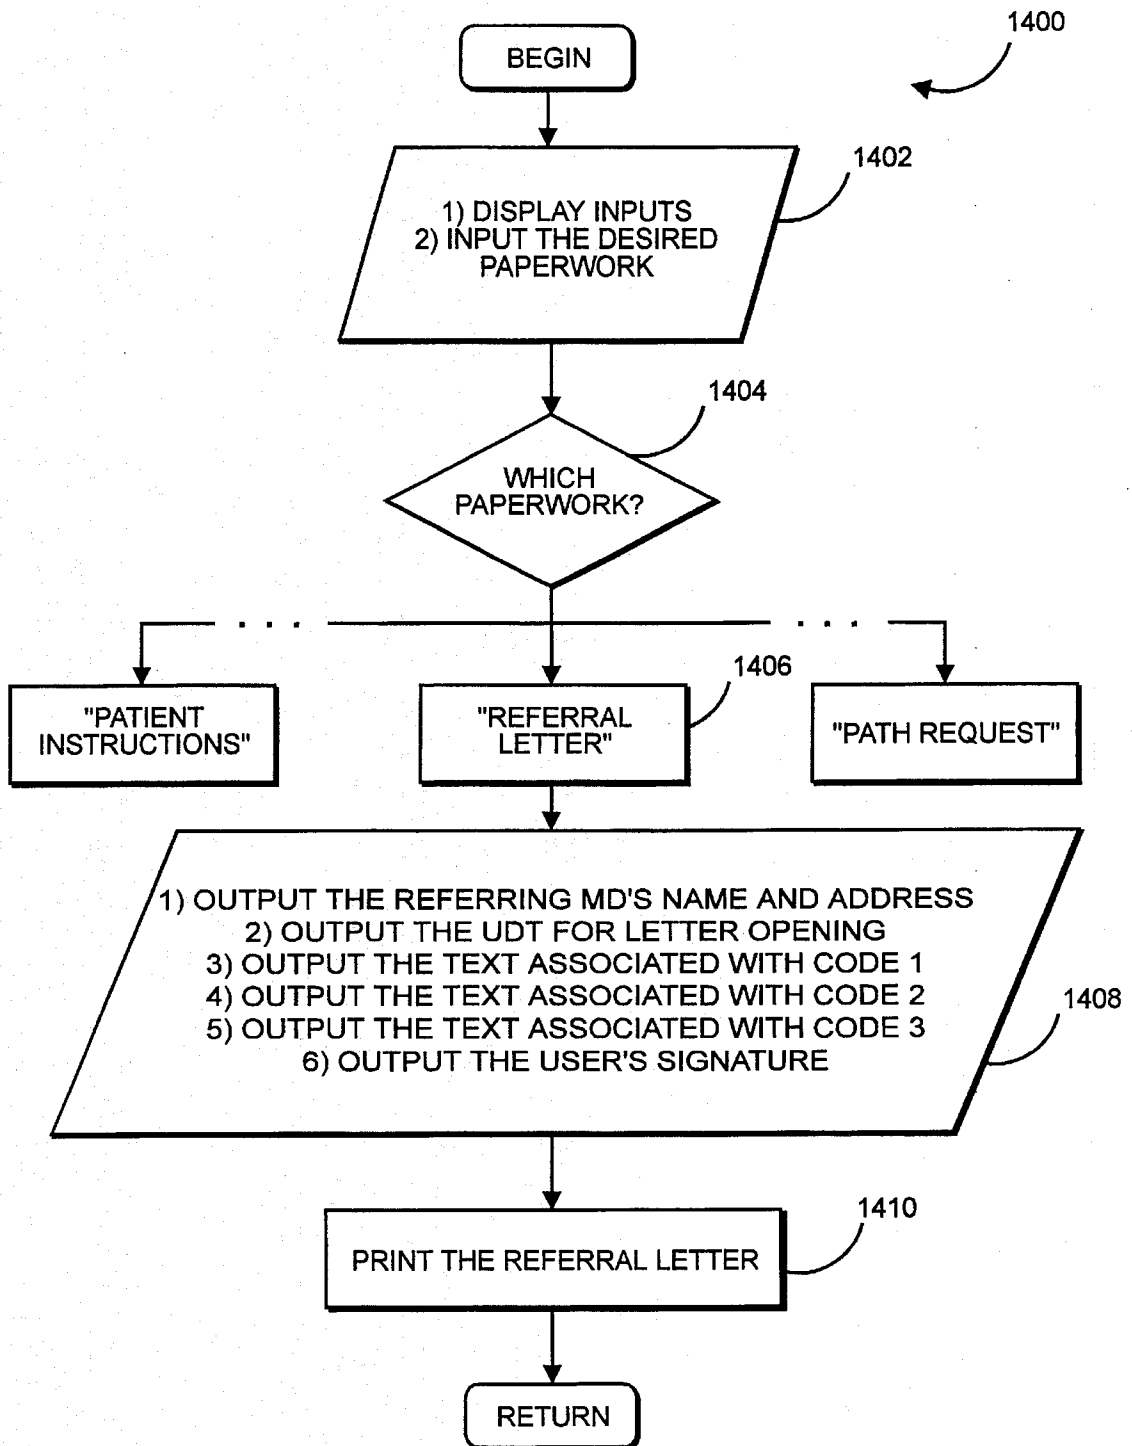 1400
BEGIN
1402
1) DISPLAY INPUTS
2) INPUT THE DESIRED
PAPERWORK
1404
WHICH
PAPERWORK?
. . .
. . .
1406
"PATIENT
INSTRUCTIONS"
"REFERRAL
LETTER"
"PATH REQUEST"
1) OUTPUT THE REFERRING MD'S NAME AND ADDRESS
2) OUTPUT THE UDT FOR LETTER OPENING
3) OUTPUT THE TEXT ASSOCIATED WITH CODE 1
4) OUTPUT THE TEXT ASSOCIATED WITH CODE 2
5) OUTPUT THE TEXT ASSOCIATED WITH CODE 3
6) OUTPUT THE USER'S SIGNATURE
1408
1410
PRINT THE REFERRAL LETTER
RETURN